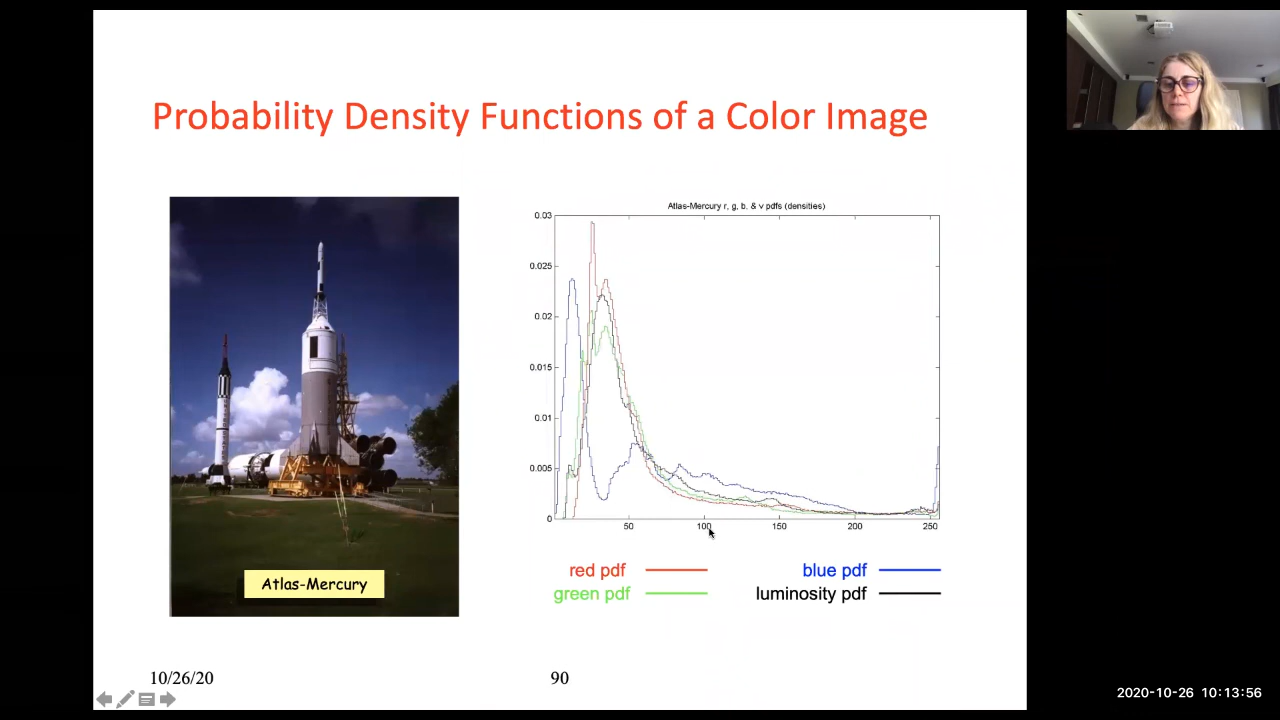 Probability Density Functions of a Color Image
Atlas-Mercury r, g, b, & v pdfs (densities)
0.03
0.025
0.02
0.015
0.01
0.005
0
50 100 150 200 250
red pdf
blue pdf
green pdf
luminosity pdf
Atlas-Mercury
10/26/20
90
2020-10-26 10:13:56